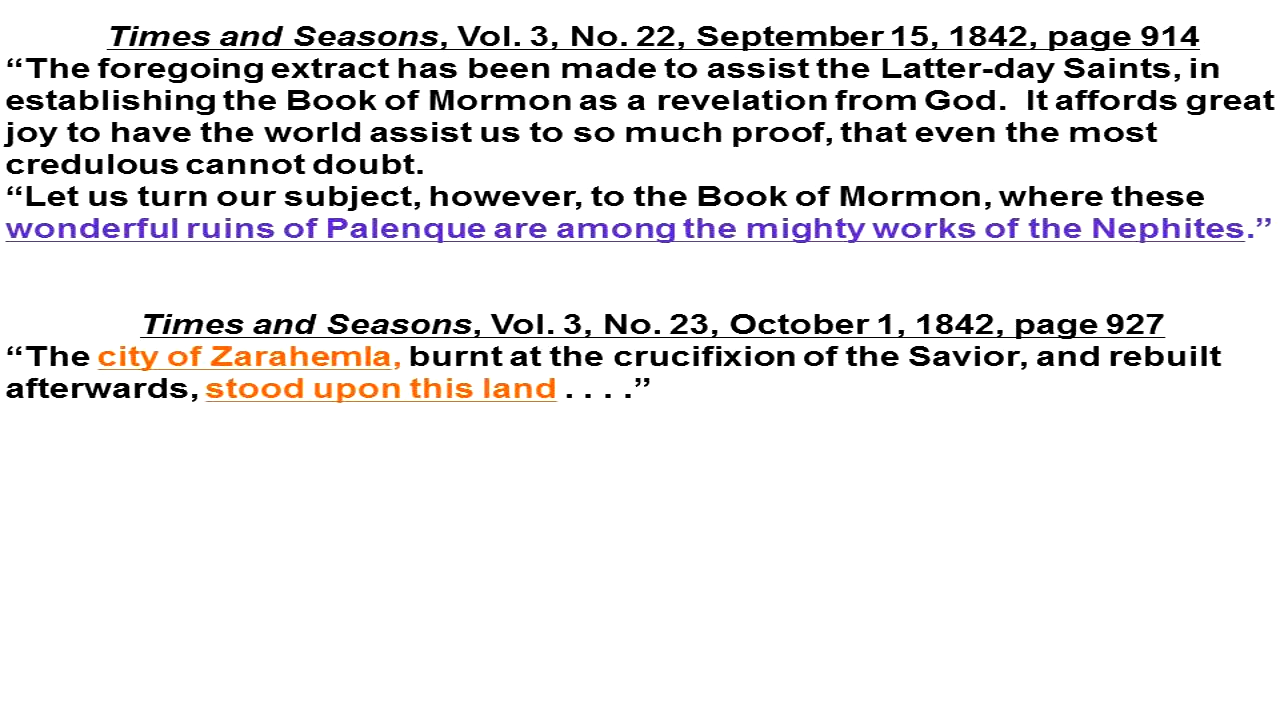 Times and Seasons, Vol. 3, No. 22, September 15, 1842, page 914
“The foregoing extract has been made to assist the Latter-day Saints, in
establishing the Book of Mormon as a revelation from God.  It affords great
joy to have the world assist us to so much proof, that even the most
credulous cannot doubt.
“Let us turn our subject, however, to the Book of Mormon, where these
wonderful ruins of Palenque are among the mighty works of the Nephites.”
Times and Seasons, Vol. 3, No. 23, October 1, 1842, page 927
“The city of Zarahemla, burnt at the crucifixion of the Savior, and rebuilt
afterwards, stood upon this land . . . .”